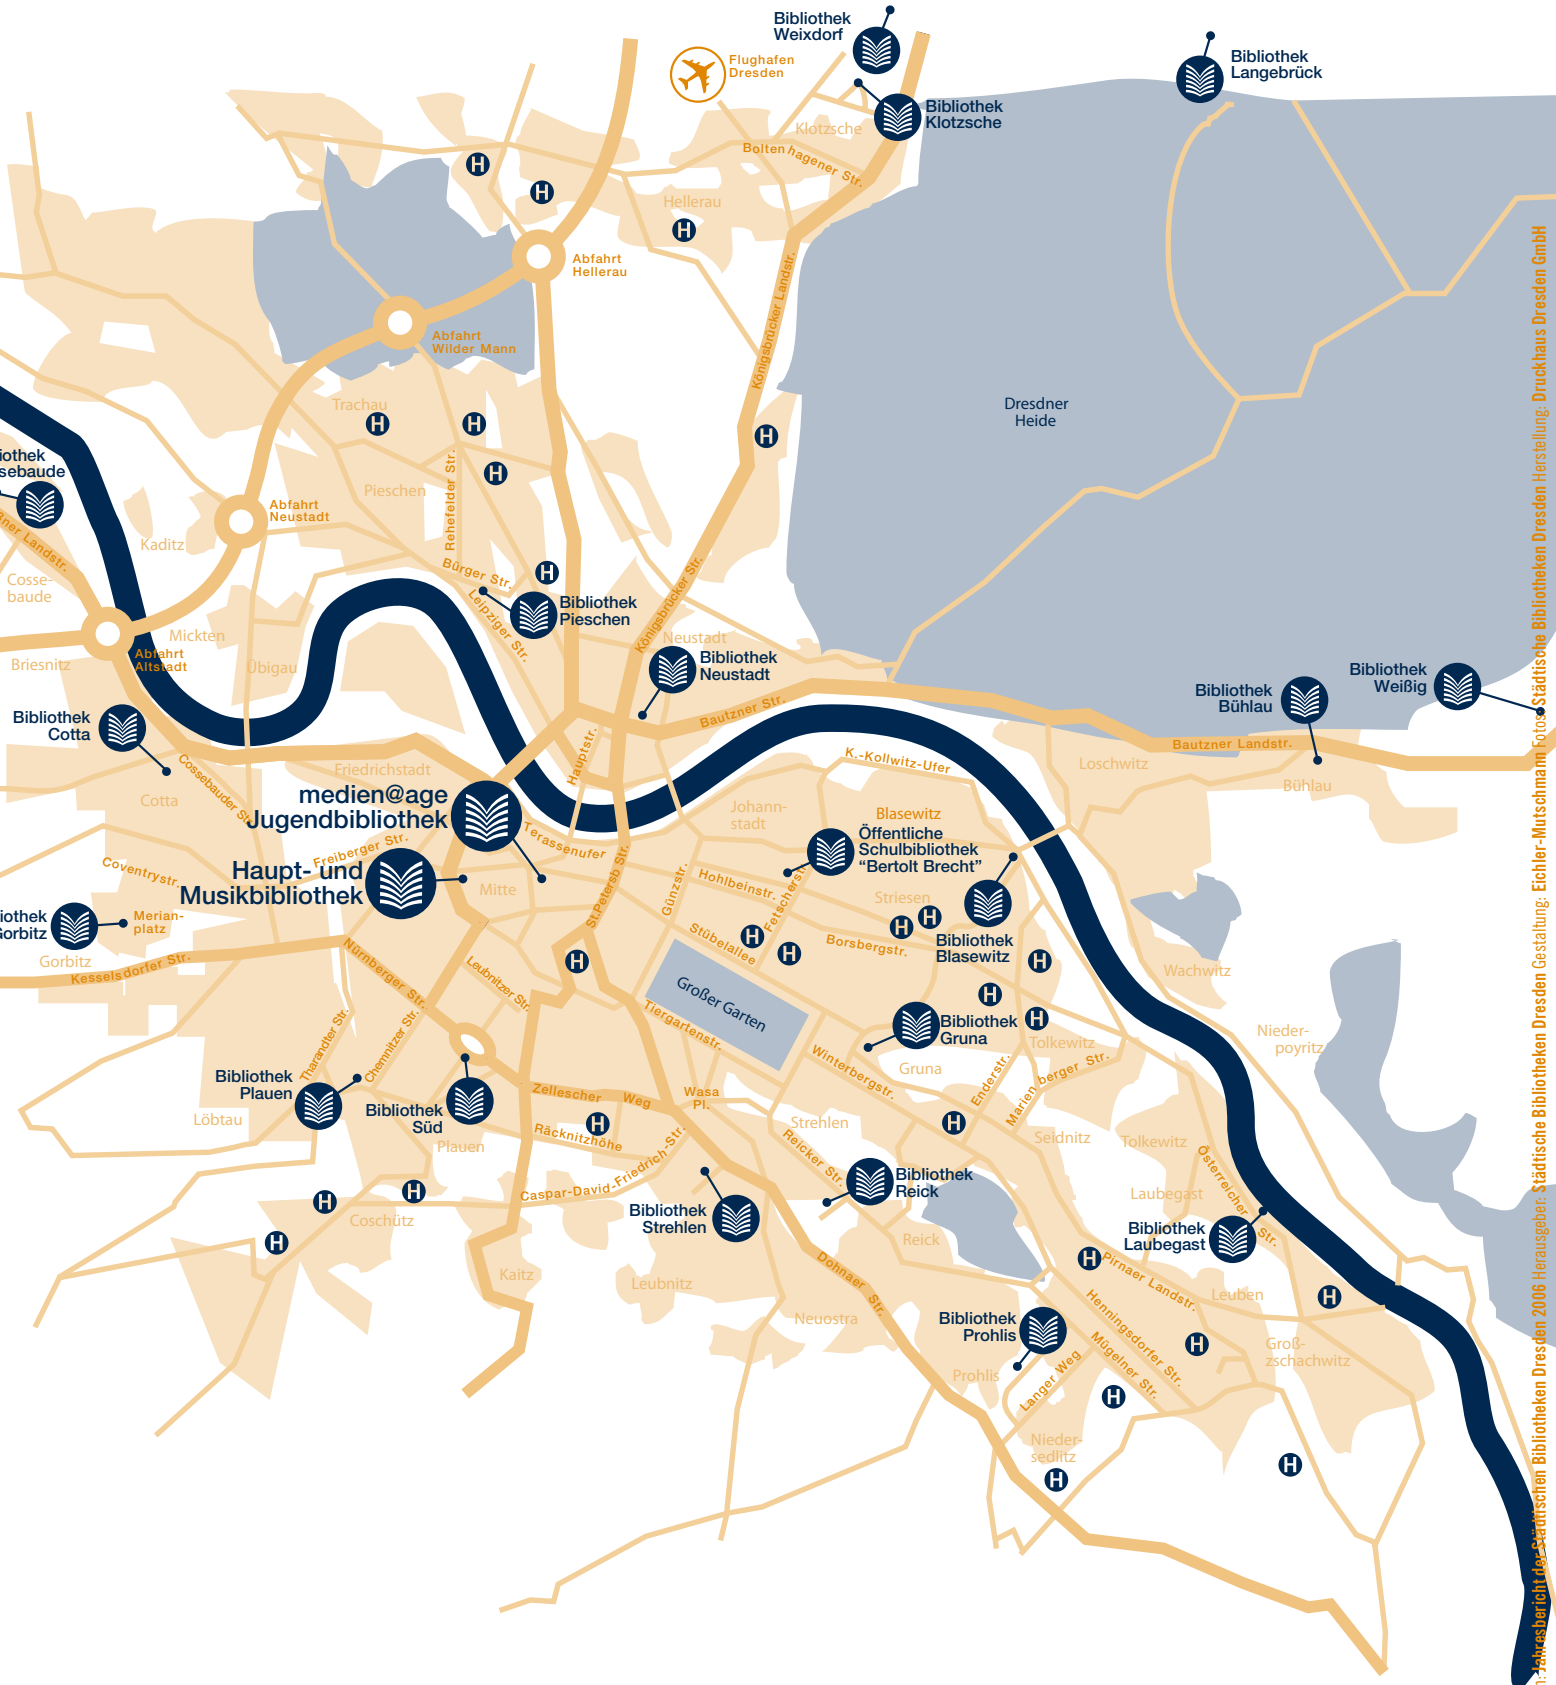 Bibliothek
Weixdorf
Flughafen
Dresden
Bibliothek
Langebrück
Bibliothek
Klotzsche
Klotzsche
Boltenhagener Str.
Hellerau
H
H
H
Abfahrt
Hellerau
Königsbrücker Landstr.
Abfahrt
Wilder Mann
Trachau
H
H
H
H
Dresdner
Heide
iothek
sebaude
Pieschen
Rehefelder Str.
Abfahrt
Neustadt
ßner Landstr.
Kaditz
Cosse-
baude
Bürger Str.
H
Leipziger Str.
Bibliothek
Pieschen
Königsbrücker Str.
Mickten
Neustadt
Briesnitz
Abfahrt
Altstadt
Übigau
Bibliothek
Neustadt
Bibliothek
Weißig
Bibliothek
Bühlau
Bautzner Str.
Bibliothek
Cotta
Hauptstr.
Bautzner Landstr.
K.-Kollwitz-Ufer
Loschwitz
Bühlau
Cossebauder Str.
Friedrichstadt
Cotta
medien@age
Jugendbibliothek
Johann-
stadt
Blasewitz
Öffentliche
Schulbibliothek
“Bertolt Brecht”
Terassenufer
Freiberger Str.
Coventrystr.
Haupt- und
Musikbibliothek
Mitte
St.Petersb Str.
Günzstr.
Hohlbeinstr.
Fetscherstr.
Striesen
iothek
Gorbitz
Merian-
platz
Gorbitz
Kesselsdorfer Str.
Nürnberger Str.
Leubnitzer Str.
H
Stübelallee
H
H
Borsbergstr.
H
H
Bibliothek
Blasewitz
H
Wachwitz
Großer Garten
H
H
Bibliothek
Gruna
Tolkewitz
Nieder-
poyritz
Tiergartenstr.
Tharandter Str.
Chemnitzer Str.
Winterbergstr.
Gruna
Enderstr.
Marienberger Str.
Bibliothek
Plauen
Bibliothek
Süd
Zellescher Weg
Wasa
Pl.
Löbtau
Plauen
H
Räcknitzhöhe
Strehlen
H
Seidnitz
Tolkewitz
Reicker Str.
Österreicher Str.
Caspar-David-Friedrich-Str.
Bibliothek
Reick
Laubegast
H
H
H
Coschütz
Bibliothek
Strehlen
Bibliothek
Laubegast
Reick
Kaitz
Leubnitz
Dohnaer Str.
H
Pirnaer Landstr.
Leuben
H
Neuostra
Bibliothek
Prohlis
Henningsdorfer Str.
Mügelner Str.
H
Groß-
zschachwitz
Prohlis
Langer Weg
H
Nieder-
sedlitz
H
H
n: Jahresbericht der Städtischen Bibliotheken Dresden 2006 Herausgeber: Städtische Bibliotheken Dresden Gestaltung: Eichler-Mutschmann Fotos: Städtische Bibliotheken Dresden Herstellung: Druckhaus Dresden GmbH